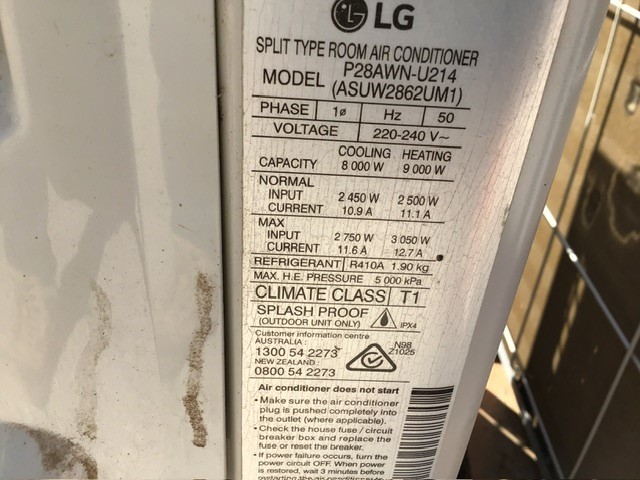 LG
SPLIT TYPE ROOM AIR CONDITIONER
MODEL P28AWN-U214
(ASUW2862UM1)
PHASE 1ø Hz 50
VOLTAGE 220-240 V~
COOLING HEATING
CAPACITY 8 000 W 9 000 W
NORMAL
INPUT 2 450 W 2 500 W
CURRENT 10.9 A 11.1 A
MAX
INPUT 2 750 W 3 050 W
CURRENT 11.6 A 12.7 A
REFRIGERANT R410A 1.90 kg
MAX. H.E. PRESSURE 5 000 kPa
CLIMATE CLASS T1
SPLASH PROOF
(OUTDOOR UNIT ONLY) IPX4
Customer information centre
AUSTRALIA :
1300 54 2273
NEW ZEALAND :
0800 54 2273
N98
Z1025
Air conditioner does not start
• Make sure the air conditioner
plug is pushed completely into
the outlet (where applicable).
• Check the house fuse / circuit
breaker box and replace the
fuse or reset the breaker.
• If power failure occurs, turn the
power circuit OFF. When power
is restored, wait 3 minutes before